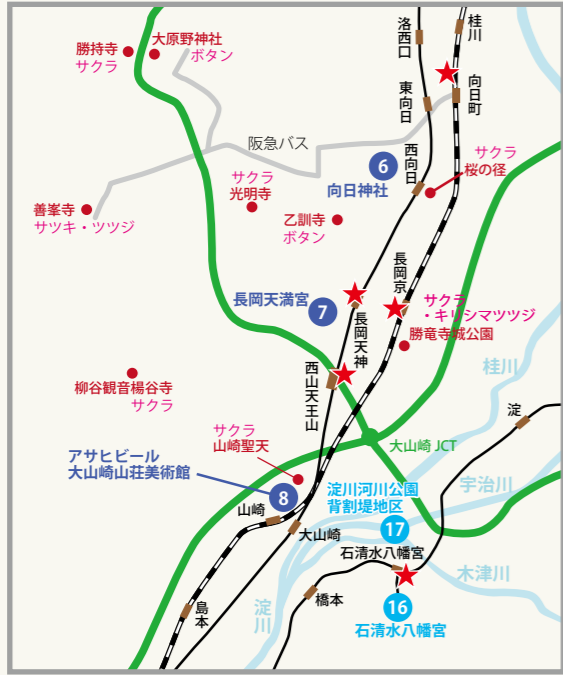 洛西口
桂川
勝持寺
サクラ
大原野神社
ボタン
東向日
向日町
阪急バス
6
向日神社
西向日
サクラ
桜の径
サクラ
光明寺
善峯寺
サツキ・ツツジ
乙訓寺
ボタン
長岡京
長岡天満宮
7
長岡天神
サクラ
・キリシマツツジ
勝竜寺城公園
桂川
西山天王山
柳谷観音楊谷寺
サクラ
淀
サクラ
山崎聖天
大山崎 JCT
アサヒビール
大山崎山荘美術館
8
宇治川
淀川河川公園
背割堤地区
17
山崎
大山崎
石清水八幡宮
木津川
橋本
島本
淀川
16
石清水八幡宮